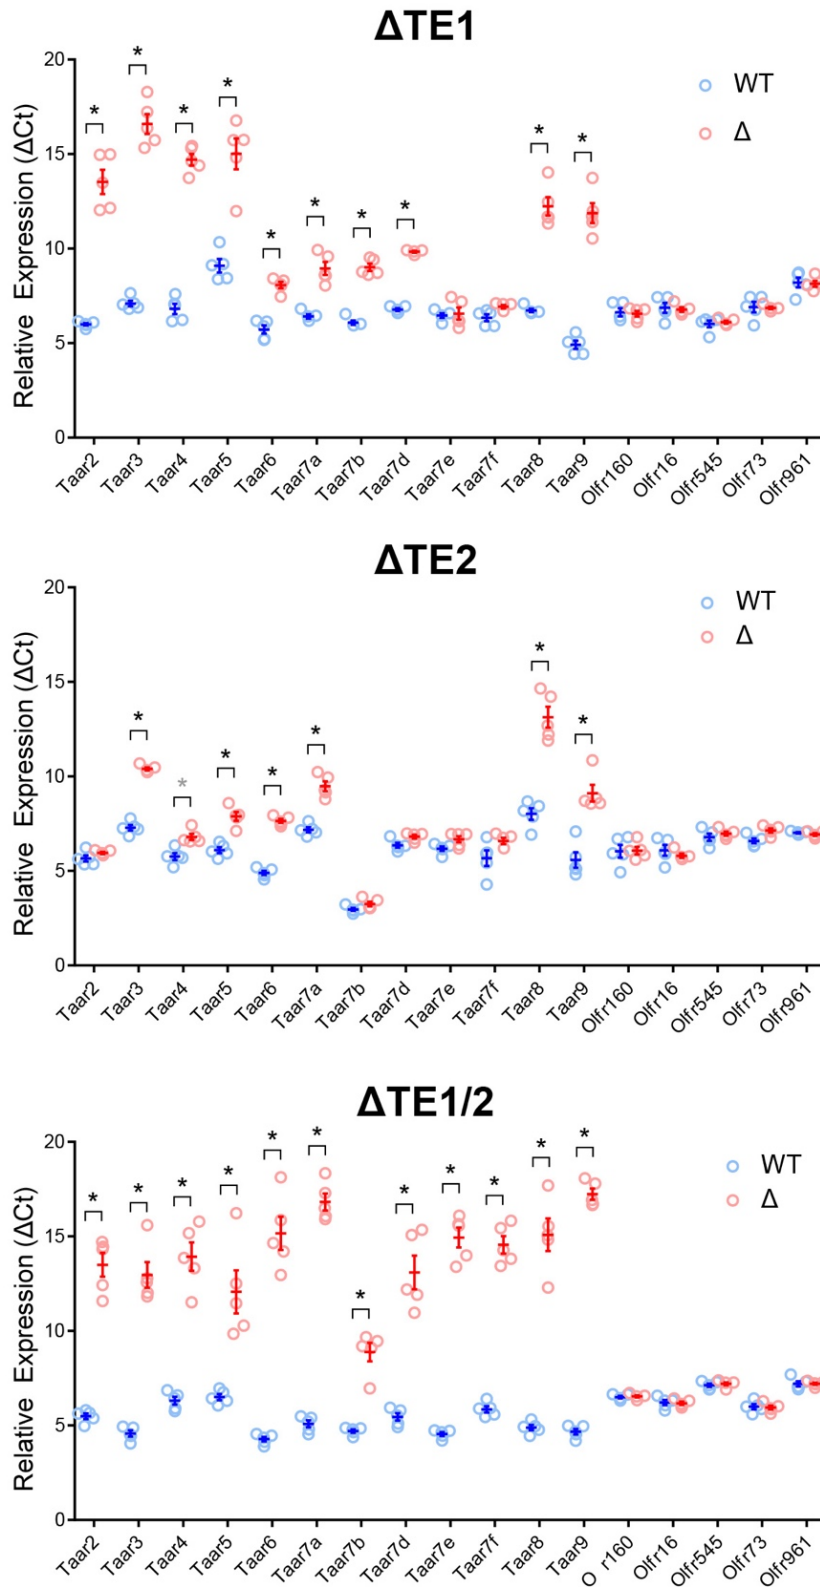 ΔTE1
20
15
10
5
0
Relative Expression (ΔCt)
WT
Δ
* * * * * * * * * *
Taar2 Taar3 Taar4 Taar5 Taar6 Taar7a Taar7b Taar7d Taar7e Taar7f Taar8 Taar9 Olfr160 Olfr16 Olfr545 Olfr73 Olfr961
ΔTE2
20
15
10
5
0
Relative Expression (ΔCt)
WT
Δ
* * * * * * *
Taar2 Taar3 Taar4 Taar5 Taar6 Taar7a Taar7b Taar7d Taar7e Taar7f Taar8 Taar9 Olfr160 Olfr16 Olfr545 Olfr73 Olfr961
ΔTE1/2
20
15
10
5
0
Relative Expression (ΔCt)
WT
Δ
* * * * * * * * * * * *
Taar2 Taar3 Taar4 Taar5 Taar6 Taar7a Taar7b Taar7d Taar7e Taar7f Taar8 Taar9 O r160 Olfr16 Olfr545 Olfr73 Olfr961